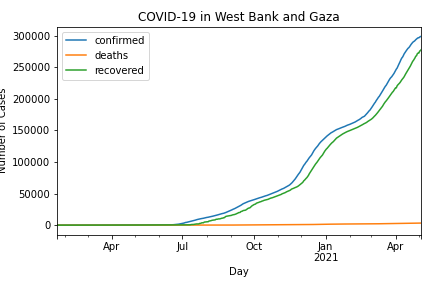 COVID-19 in West Bank and Gaza
confirmed
deaths
recovered
300000
250000
200000
150000
100000
50000
0
Number of Cases
Apr
Jul
Oct
Jan
2021
Apr
Day